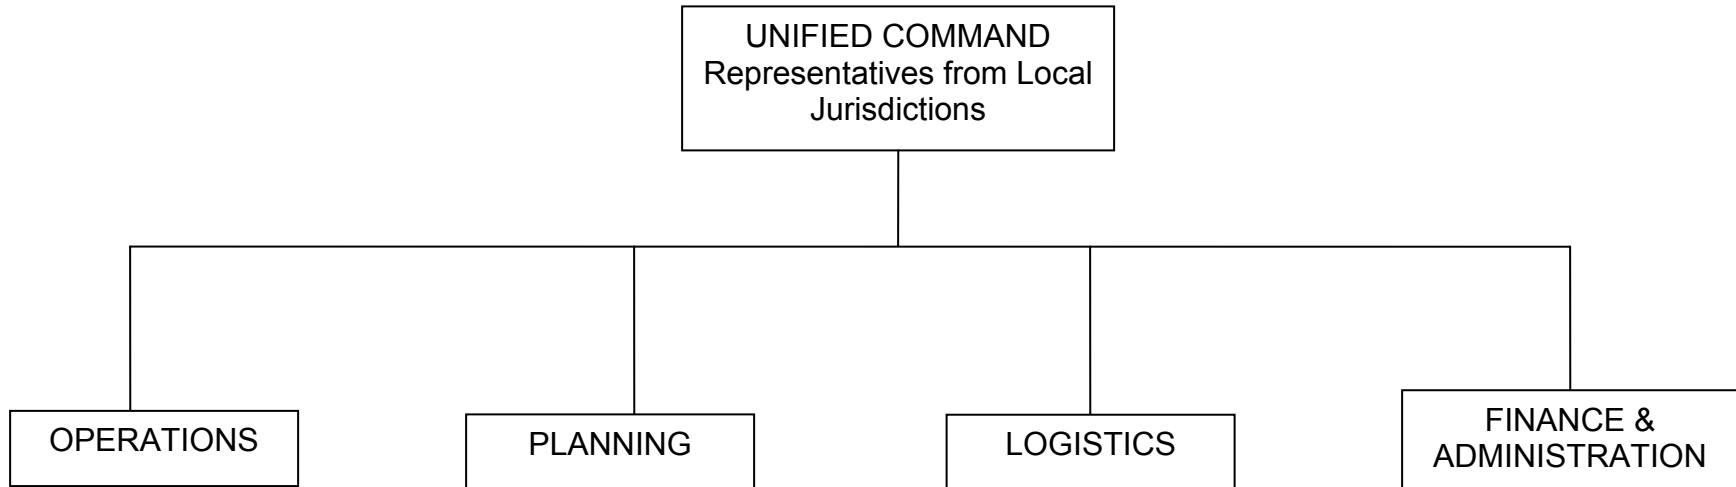 UNIFIED COMMAND
Representatives from Local
Jurisdictions
OPERATIONS
PLANNING
LOGISTICS
FINANCE &
ADMINISTRATION